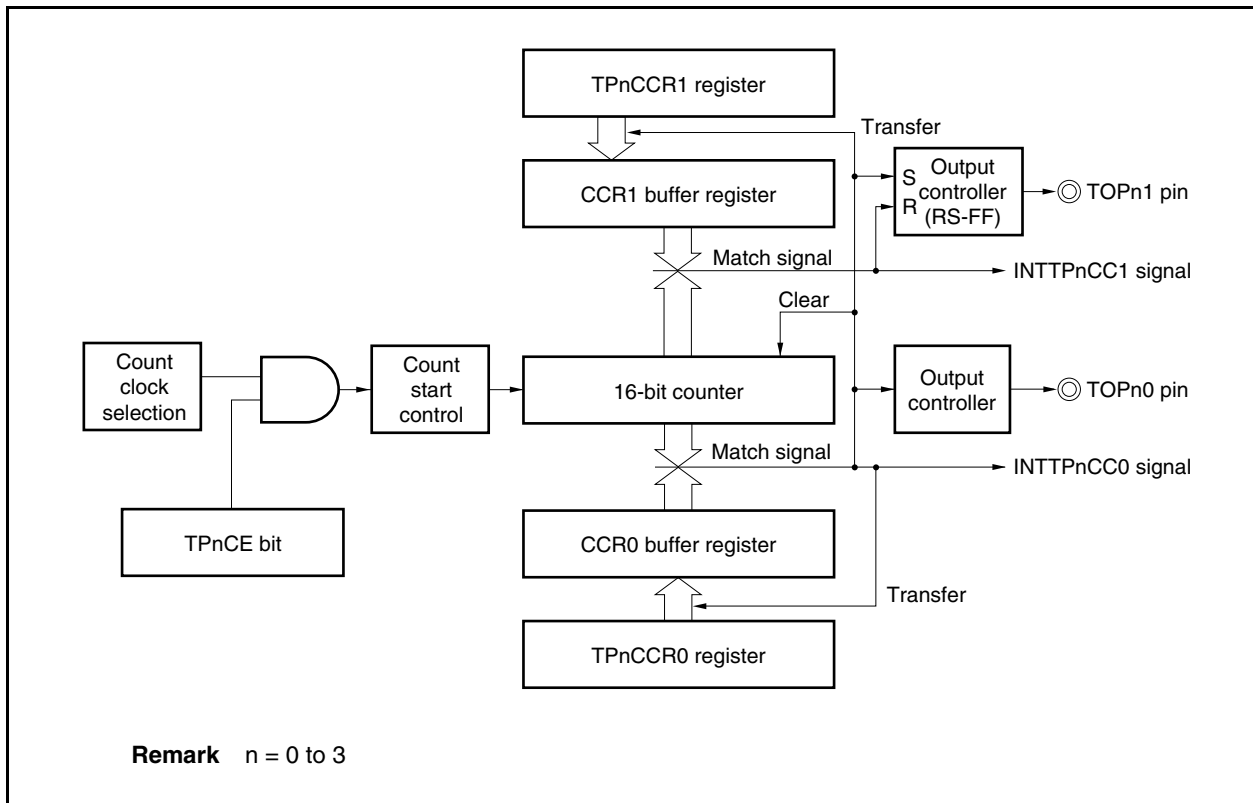 TPnCCR1 register
Transfer
CCR1 buffer register
S
R
Output
controller
(RS-FF)
TOPn1 pin
Match signal
INTTPnCC1 signal
Clear
Count
clock
selection
Count
start
control
16-bit counter
Output
controller
TOPn0 pin
Match signal
INTTPnCC0 signal
TPnCE bit
CCR0 buffer register
Transfer
TPnCCR0 register
Remark n = 0 to 3